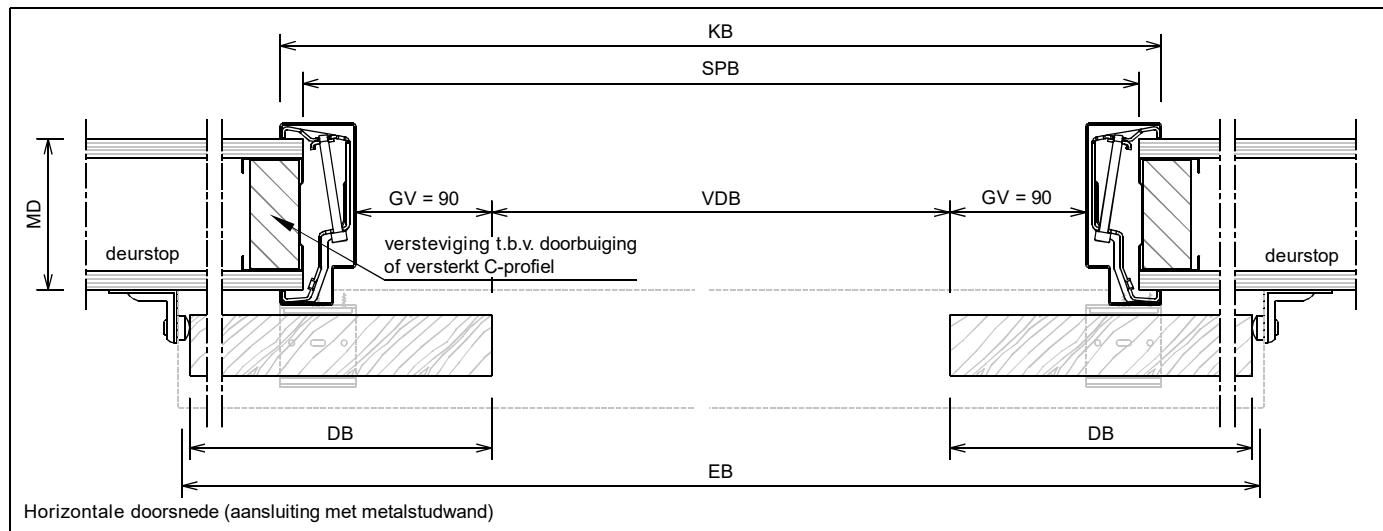 KB
SPB
MD
GV = 90
VDB
GV = 90
deurstop
versteviging t.b.v. doorbuiging
of versterkt C-profiel
deurstop
DB
DB
EB
Horizontale doorsnede (aansluiting met metalstudwand)